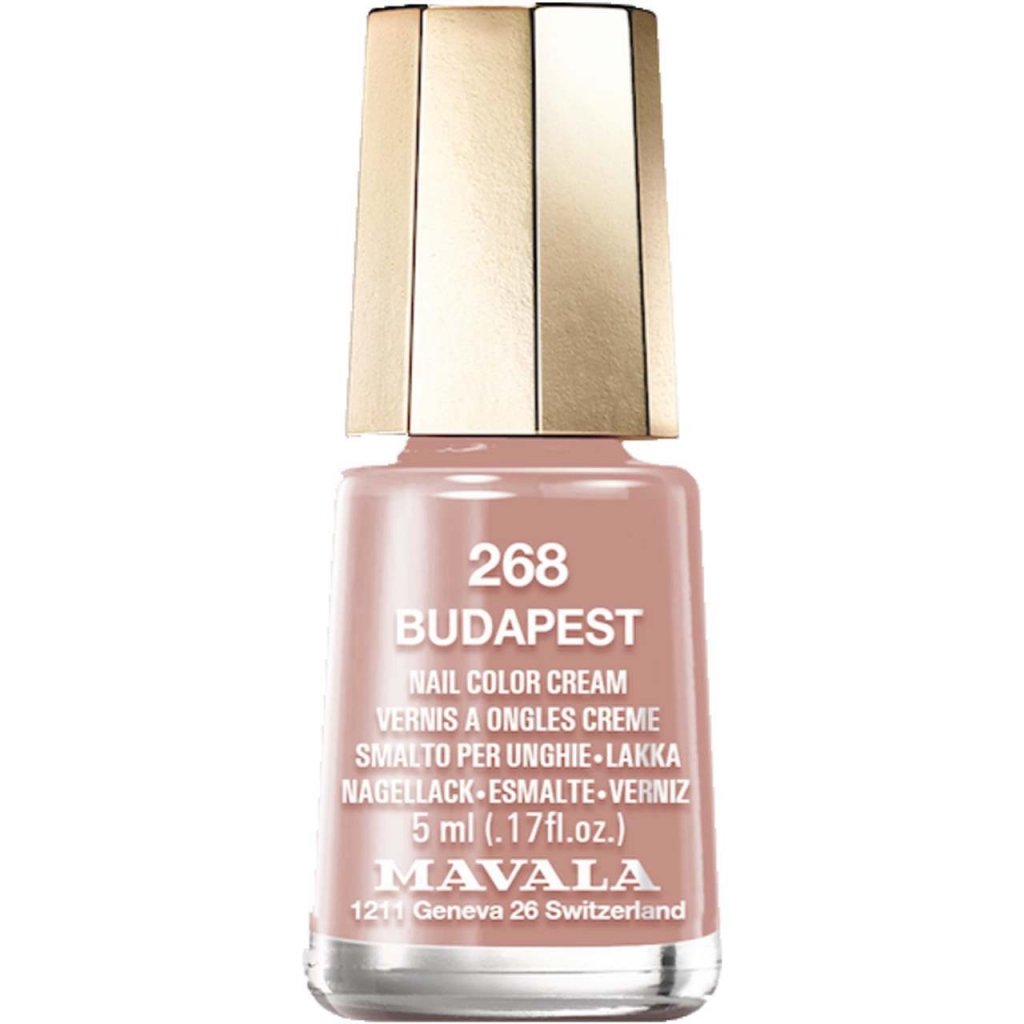 268
BUDAPEST
NAIL COLOR CREAM
VERNIS A ONGLES CREME
SMALTO PER UNGHIE•LAKKA
NAGELLACK•ESMALTE•VERNIZ
5 ml (.17fl.oz.)
MAVALA
1211 Geneva 26 Switzerland